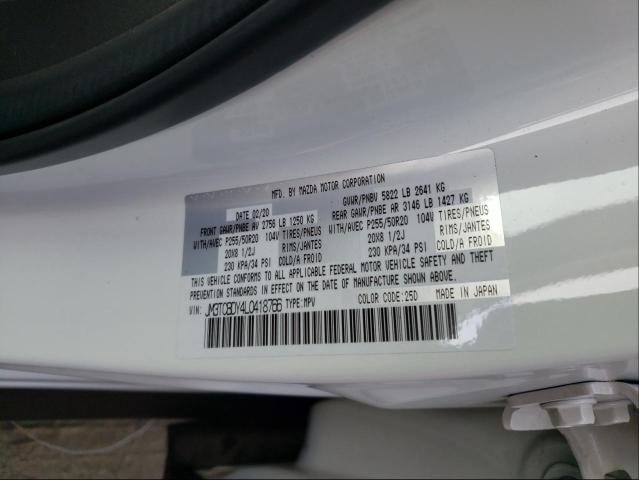 MFD. BY MAZDA MOTOR CORPORATION
DATE 02/20 GVWR/PNBV 5822 LB 2641 KG
FRONT GAWR/PNBE AV 2756 LB 1250 KG REAR GAWR/PNBE AR 3146 LB 1427 KG
WITH/AVEC P255/50R20 104V TIRES/PNEUS WITH/AVEC P255/50R20 104V TIRES/PNEUS
20X8 1/2J RIMS/JANTES 20X8 1/2J RIMS/JANTES
230 KPA/34 PSI COLD/A FROID 230 KPA/34 PSI COLD/A FROID
THIS VEHICLE CONFORMS TO ALL APPLICABLE FEDERAL MOTOR VEHICLE SAFETY AND THEFT
PREVENTION STANDARDS IN EFFECT ON THE DATE OF MANUFACTURE SHOWN ABOVE.
VIN: JM3TCBDY4L0418766 TYPE:MPV COLOR CODE:25D MADE IN JAPAN